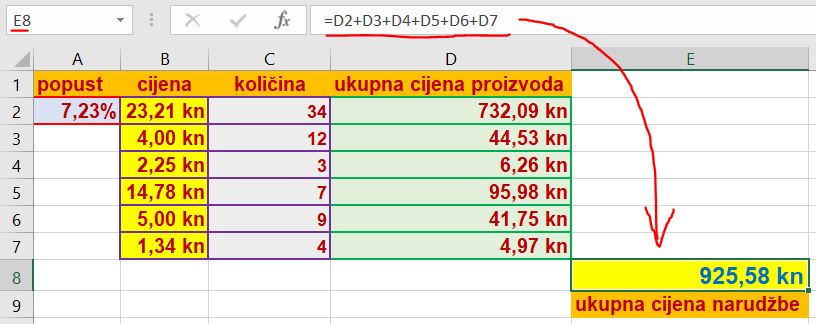 E8 fx =D2+D3+D4+D5+D6+D7
A B C D E
1 popust cijena količina ukupna cijena proizvoda
2 7,23% 23,21 kn 34 732,09 kn
3 4,00 kn 12 44,53 kn
4 2,25 kn 3 6,26 kn
5 14,78 kn 7 95,98 kn
6 5,00 kn 9 41,75 kn
7 1,34 kn 4 4,97 kn
8 925,58 kn
9 ukupna cijena narudžbe